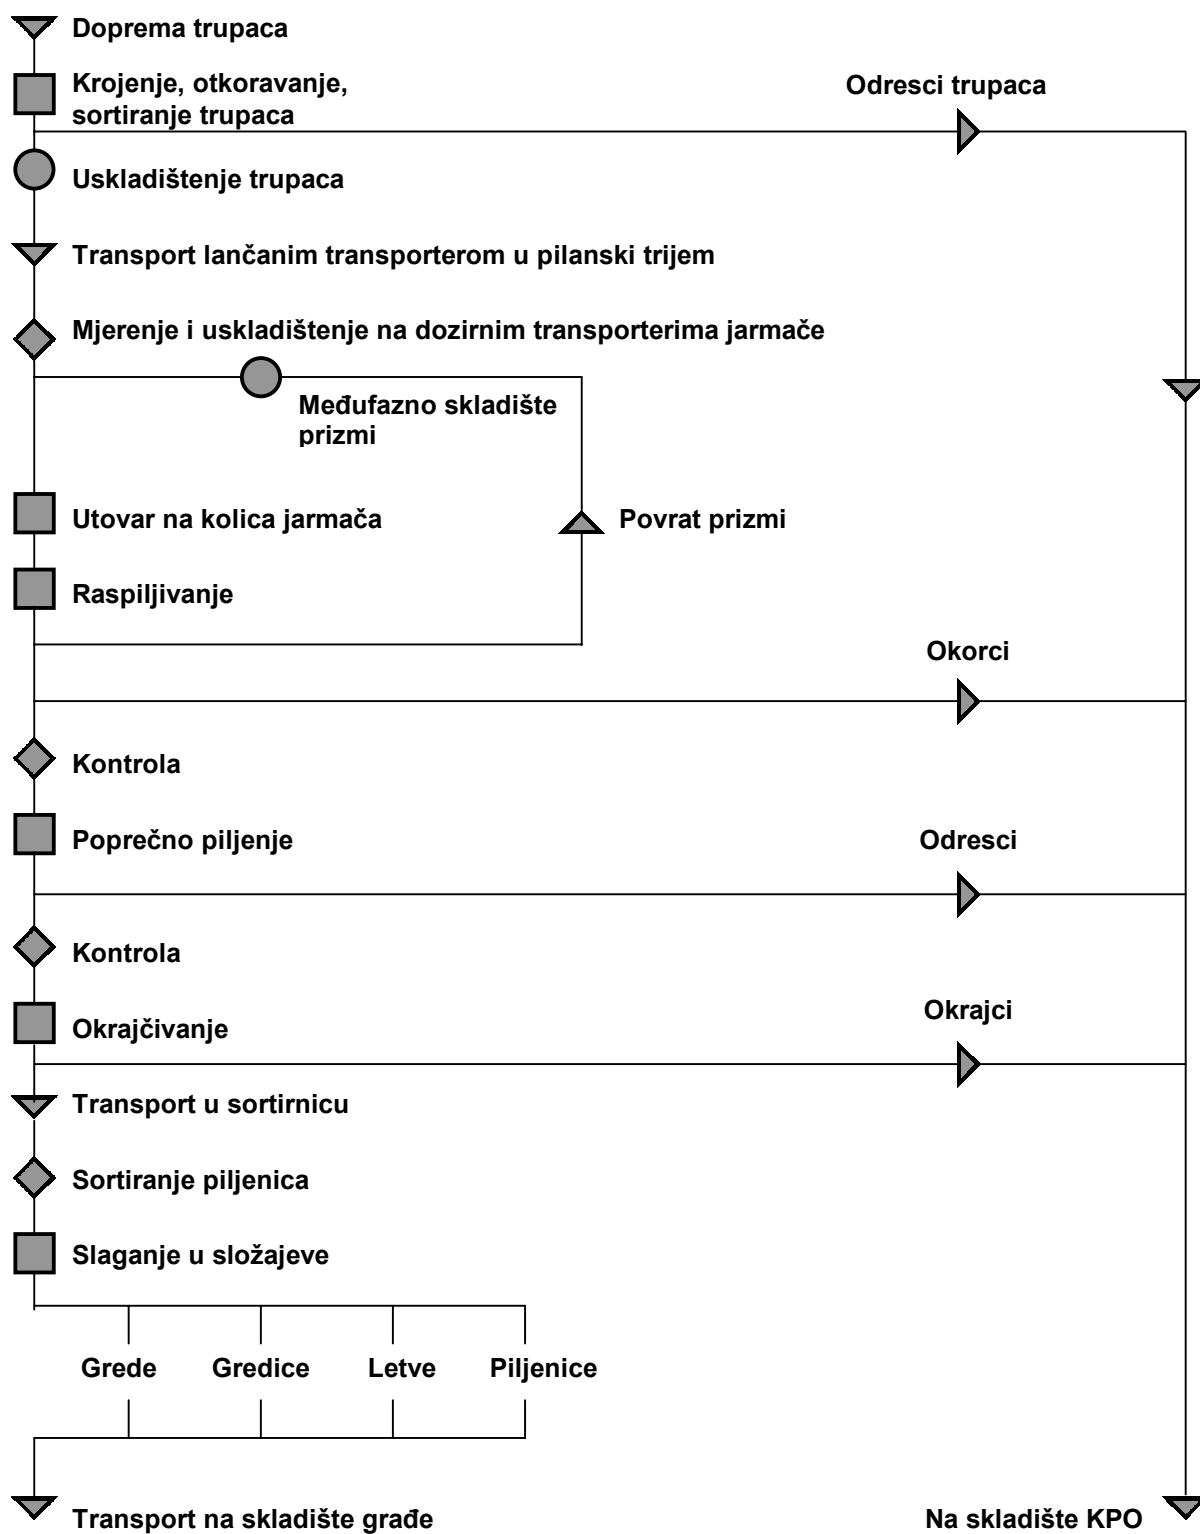 Doprema trupaca
Krojenje, otkoravanje,
sortiranje trupaca
Odresci trupaca
Uskladištenje trupaca
Transport lančanim transporterom u pilanski trijem
Mjerenje i uskladištenje na dozirnim transporterima jarmače
Međufazno skladište
prizmi
Utovar na kolica jarmača
Povrat prizmi
Raspiljivanje
Okorci
Kontrola
Poprečno piljenje
Odresci
Kontrola
Okrajci
Okrajčivanje
Transport u sortirnicu
Sortiranje piljenica
Slaganje u složajeve
Grede Gredice Letve Piljenice
Transport na skladište građe
Na skladište KPO